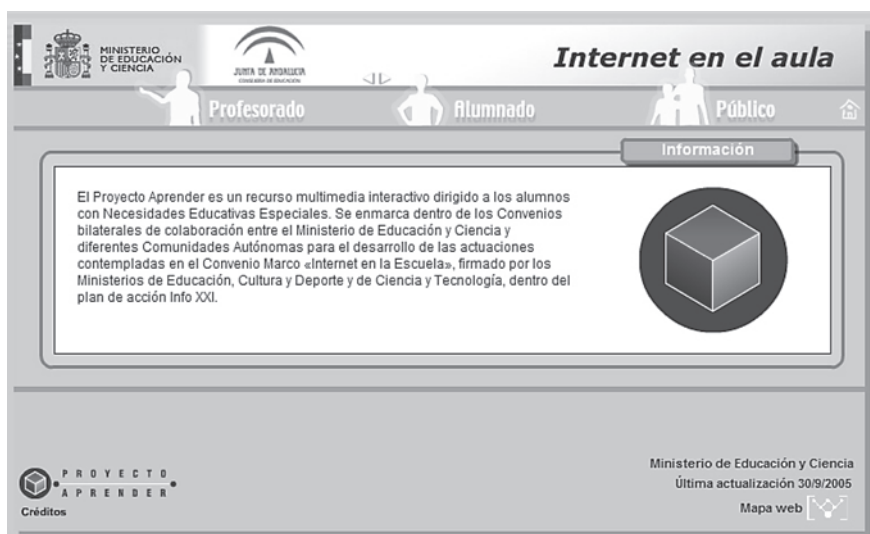 MINISTERIO
DE EDUCACIÓN
Y CIENCIA
JUNTA DE ANDALUCIA
CONSEJERÍA DE EDUCACIÓN
Internet en el aula
Profesorado
Alumnado
Público
Información
El Proyecto Aprender es un recurso multimedia interactivo dirigido a los alumnos
con Necesidades Educativas Especiales. Se enmarca dentro de los Convenios
bilaterales de colaboración entre el Ministerio de Educación y Ciencia y
diferentes Comunidades Autónomas para el desarrollo de las actuaciones
contempladas en el Convenio Marco «Internet en la Escuela», firmado por los
Ministerios de Educación, Cultura y Deporte y de Ciencia y Tecnología, dentro del
plan de acción Info XXI.
PROYECTO
APRENDER
Créditos
Ministerio de Educación y Ciencia
Última actualización 30/9/2005
Mapa web